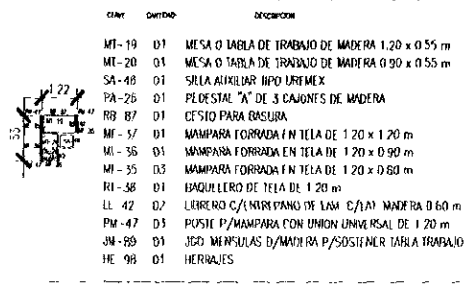 CLAVE CANTIDAD DESCRIPCION
MT-19 01 MESA O TABLA DE TRABAJO DE MADERA 1.20 x 0.55 m
MT-20 01 MESA O TABLA DE TRABAJO DE MADERA 0.90 x 0.55 m
SA-46 01 SILLA AUXILIAR TIPO UREMEX
PA-26 01 PEDESTAL "A" DE 3 CAJONES DE MADERA
RB 87 01 CESTO PARA BASURA
MF-37 01 MAMPARA FORRADA EN TELA DE 1 20 x 1 20 m
MI-36 01 MAMPARA FORRADA EN TELA DE 1 20 x 0 90 m
MI-35 03 MAMPARA FORRADA EN TELA DE 1 20 x 0 60 m
RI-38 01 BAQUILLERO DE TELA DE 1 20 m
LL 42 02 LIBRERO C/ENTREPANO DE LAM C/LAT MADERA 0 60 m
PM-47 03 POSTE P/MAMPARA CON UNION UNIVERSAL DE 1 20 m
JM-89 01 JGO MENSULAS D/MADERA P/SOSTENER TABLA TRABAJO
HE 98 01 HERRAJES
1.22